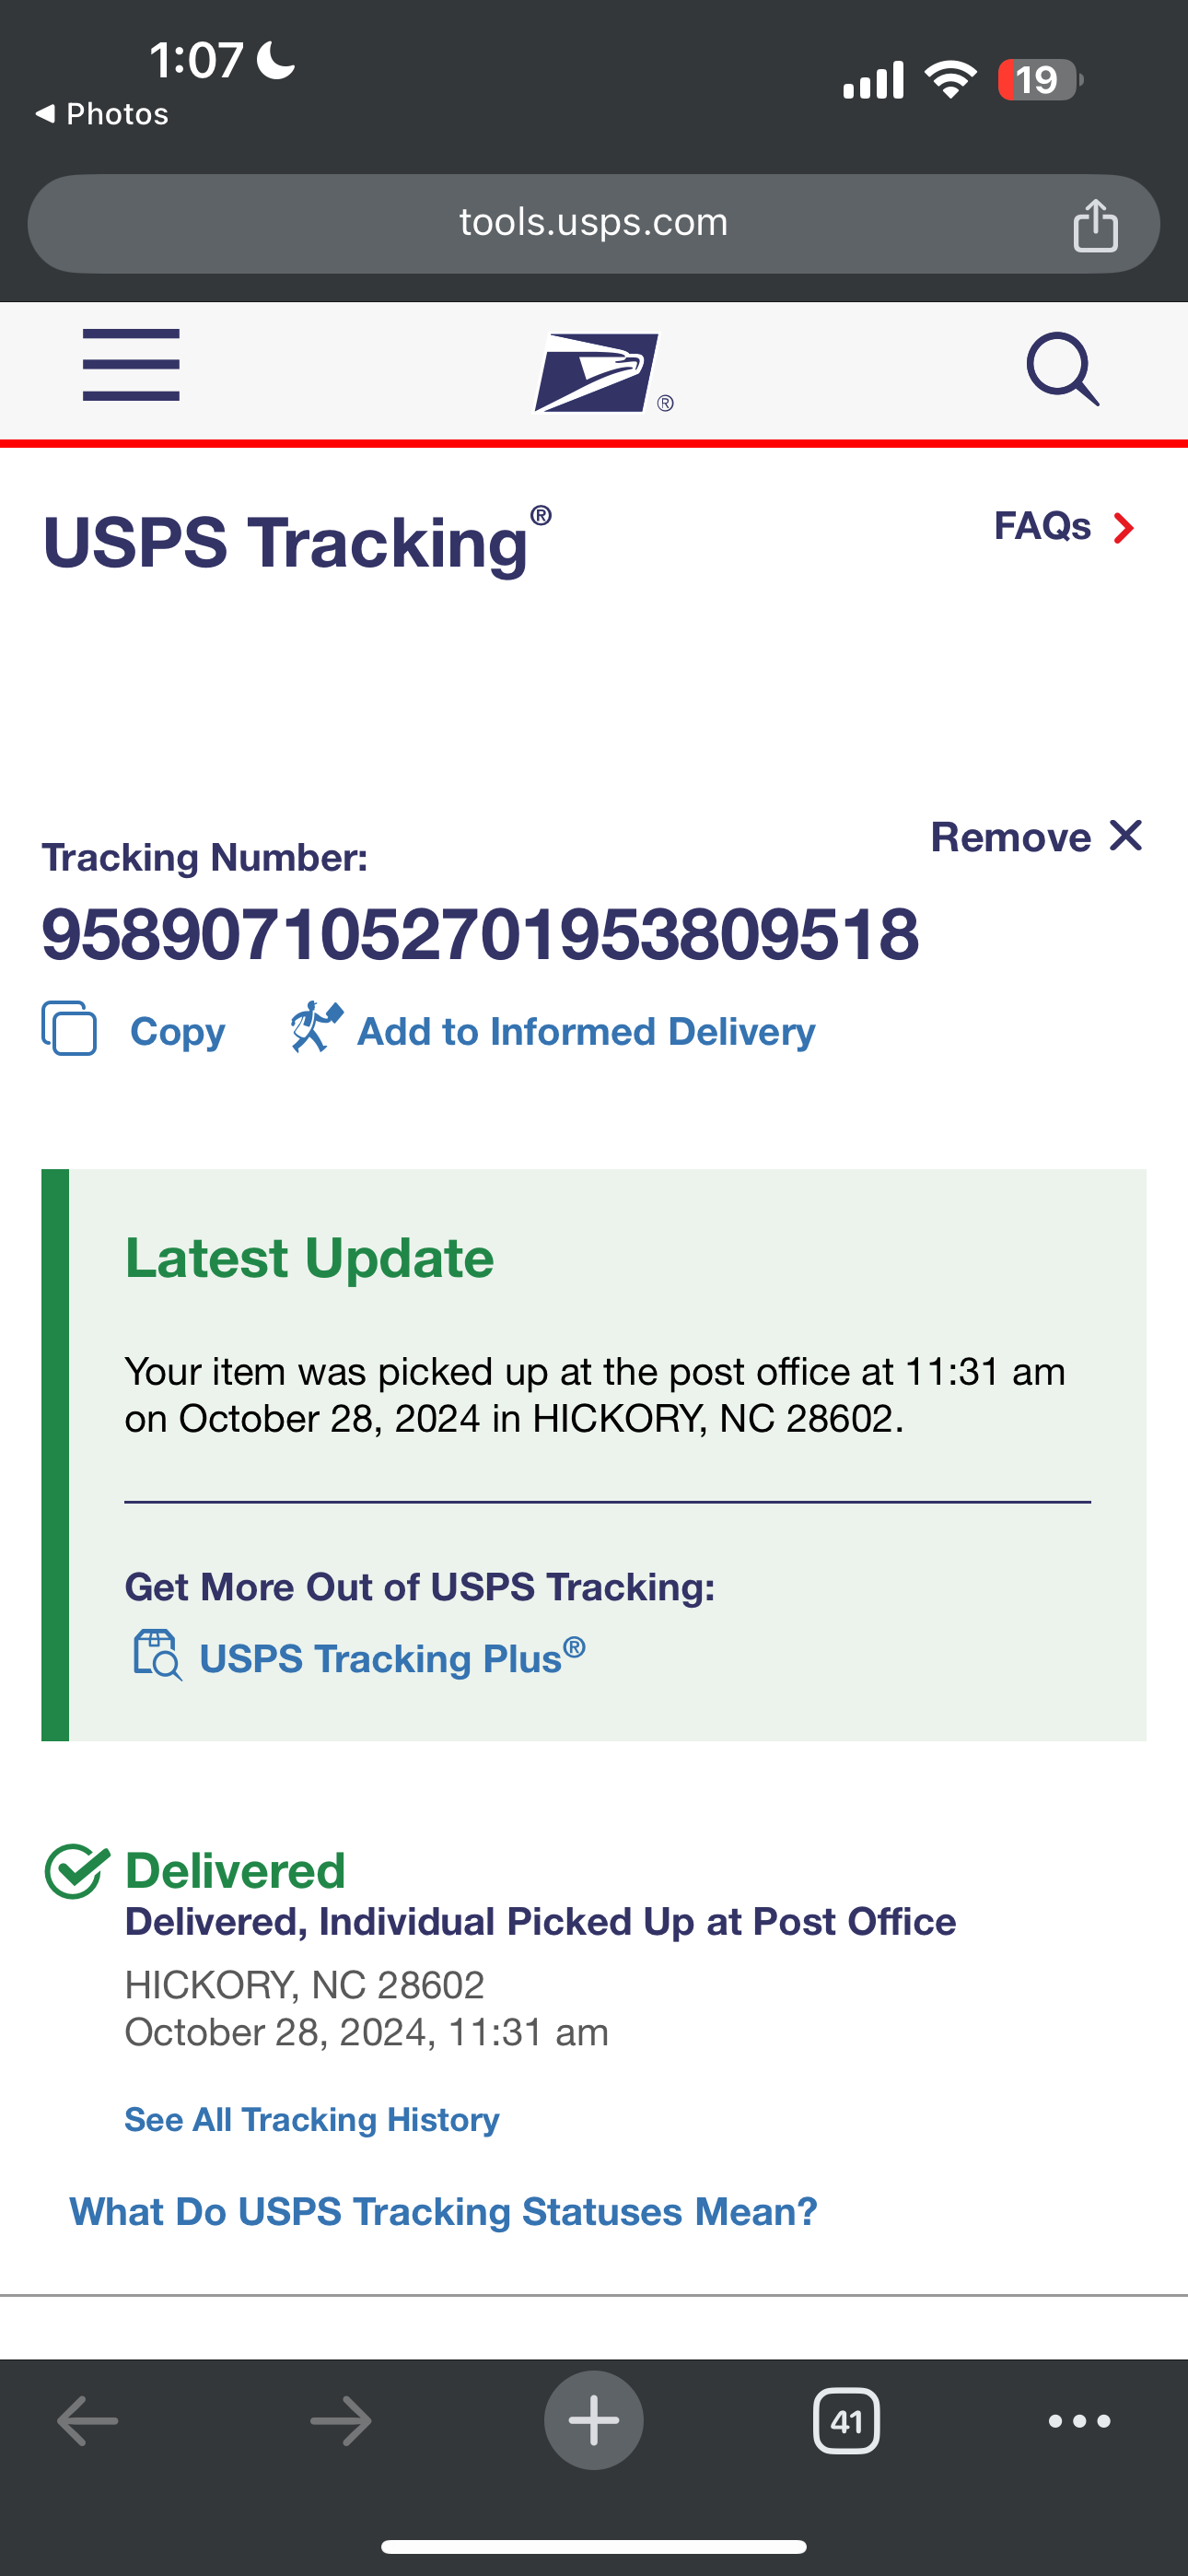 1:07
19
Photos
tools.usps.com
®
USPS Tracking®
FAQs
Remove
Tracking Number:
9589071052701953809518
Copy
Add to Informed Delivery
Latest Update
Your item was picked up at the post office at 11:31 am
on October 28, 2024 in HICKORY, NC 28602.
Get More Out of USPS Tracking:
USPS Tracking Plus®
Delivered
Delivered, Individual Picked Up at Post Office
HICKORY, NC 28602
October 28, 2024, 11:31 am
See All Tracking History
What Do USPS Tracking Statuses Mean?
41